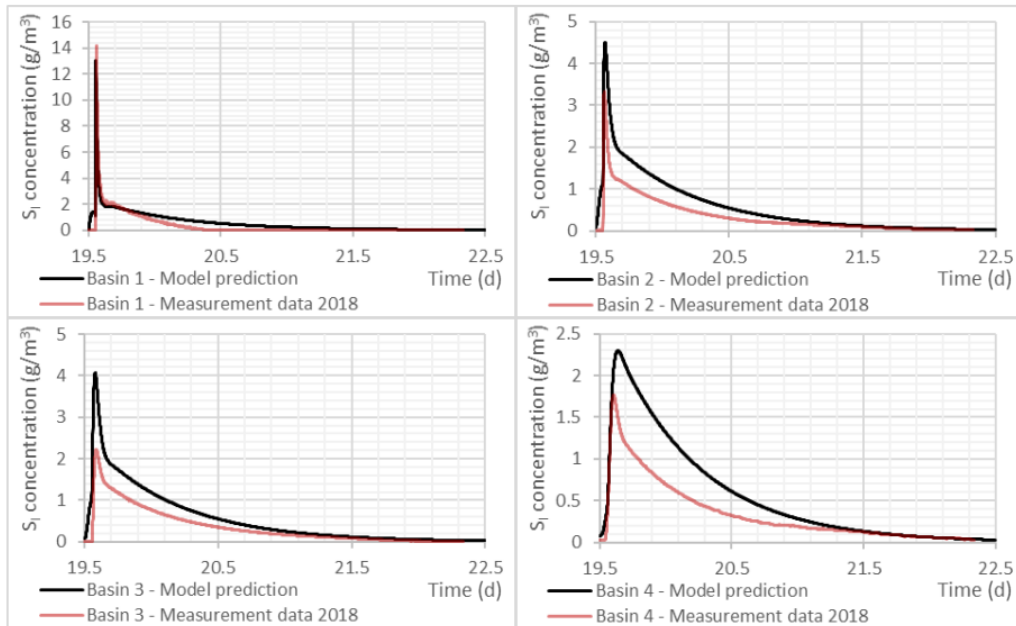 S_I concentration (g/m³)
16
14
12
10
8
6
4
2
0
19.5 20.5 21.5 22.5
Time (d)
Basin 1 - Model prediction
Basin 1 - Measurement data 2018
S_I concentration (g/m³)
5
4
3
2
1
0
19.5 20.5 21.5 22.5
Time (d)
Basin 2 - Model prediction
Basin 2 - Measurement data 2018
S_I concentration (g/m³)
5
4
3
2
1
0
19.5 20.5 21.5 22.5
Time (d)
Basin 3 - Model prediction
Basin 3 - Measurement data 2018
S_I concentration (g/m³)
2.5
2
1.5
1
0.5
0
19.5 20.5 21.5 22.5
Time (d)
Basin 4 - Model prediction
Basin 4 - Measurement data 2018